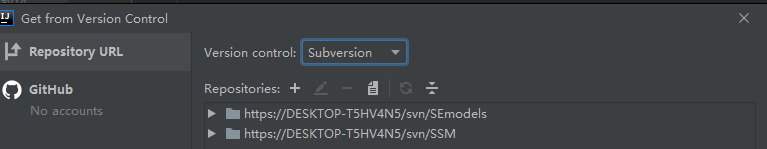 Get from Version Control
Repository URL
Version control: Subversion
GitHub
No accounts
Repositories:
https://DESKTOP-T5HV4N5/svn/SEmodels
https://DESKTOP-T5HV4N5/svn/SSM